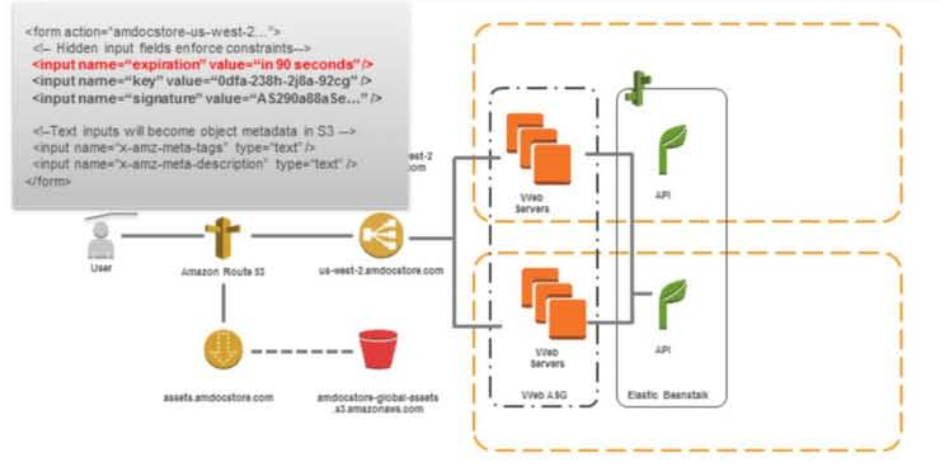 <form action="amdocstore-us-west-2...">
<!– Hidden input fields enforce constraints-->
<input name="expiration" value="in 90 seconds"/>
<input name="key" value="0dfa-238h-2j8a-92cg"/>
<input name="signature" value="AS290a88aSe..."/>
<!–Text inputs will become object metadata in S3 -->
<input name="x-amz-meta-tags" type="text"/>
<input name="x-amz-meta-description" type="text"/>
</form>
est-2
om
User
Amazon Route 53
us-west-2.amdocstore.com
assets.amdocstore.com
amdocstore-global-assets
.s3.amazonaws.com
Web
Servers
API
Web
Servers
API
Web ASG
Elastic Beanstalk